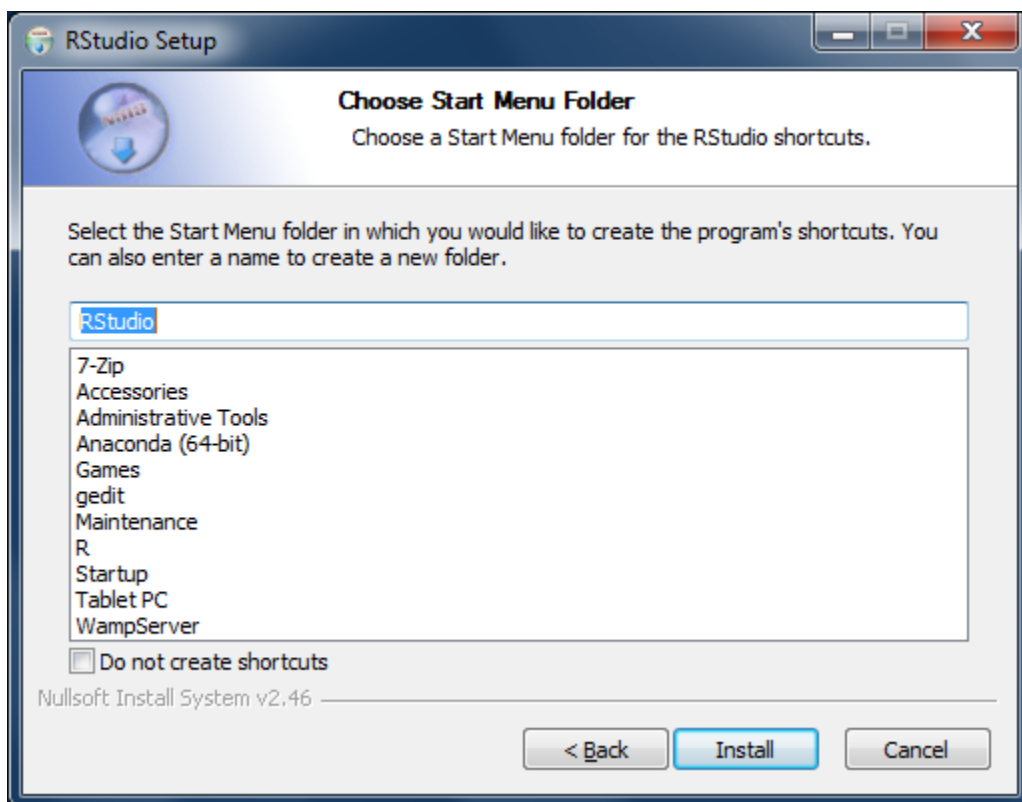 RStudio Setup
Choose Start Menu Folder
Choose a Start Menu folder for the RStudio shortcuts.
Select the Start Menu folder in which you would like to create the program's shortcuts. You
can also enter a name to create a new folder.
RStudio
7-Zip
Accessories
Administrative Tools
Anaconda (64-bit)
Games
gedit
Maintenance
R
Startup
Tablet PC
WampServer
Do not create shortcuts
Nullsoft Install System v2.46
< Back
Install
Cancel